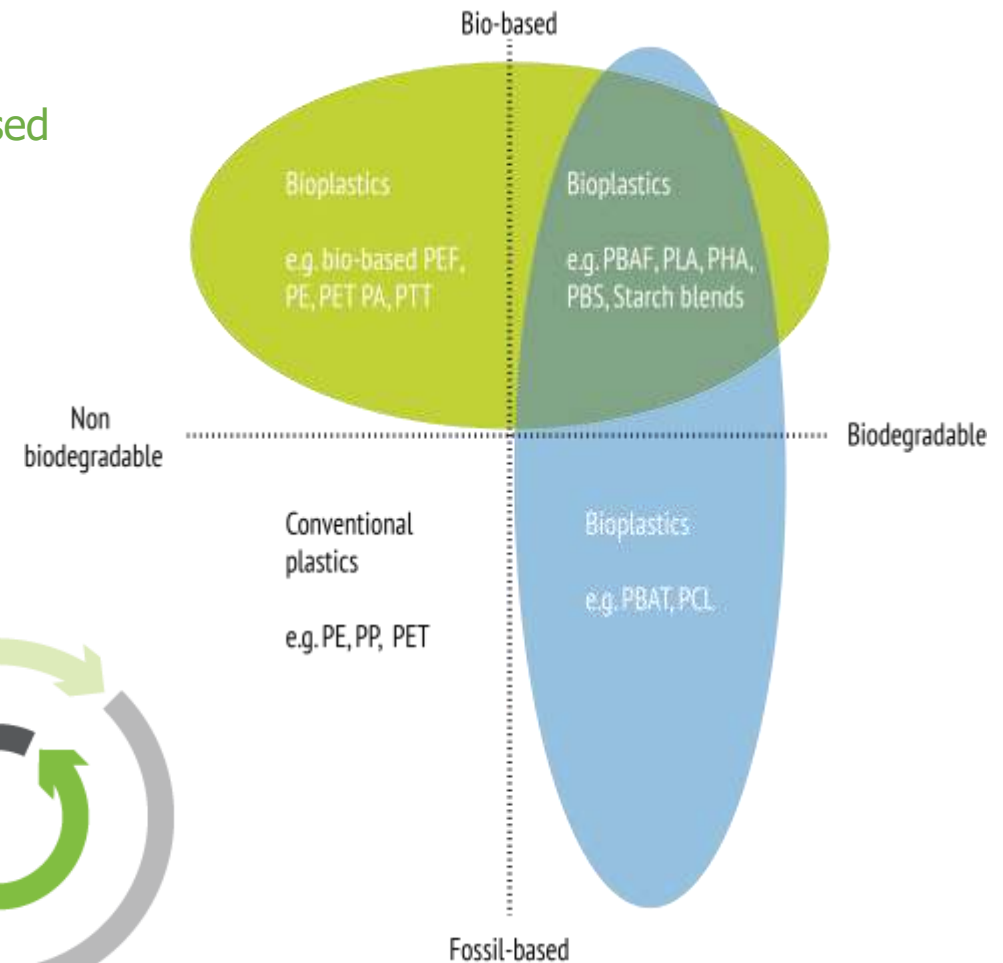 Bio-based
sed
Bioplastics
e.g. bio-based PEF,
PE, PET PA, PTT
Bioplastics
e.g. PBAF, PLA, PHA,
PBS, Starch blends
Non
biodegradable
Biodegradable
Conventional
plastics
e.g. PE, PP, PET
Bioplastics
e.g. PBAT, PCL
Fossil-based